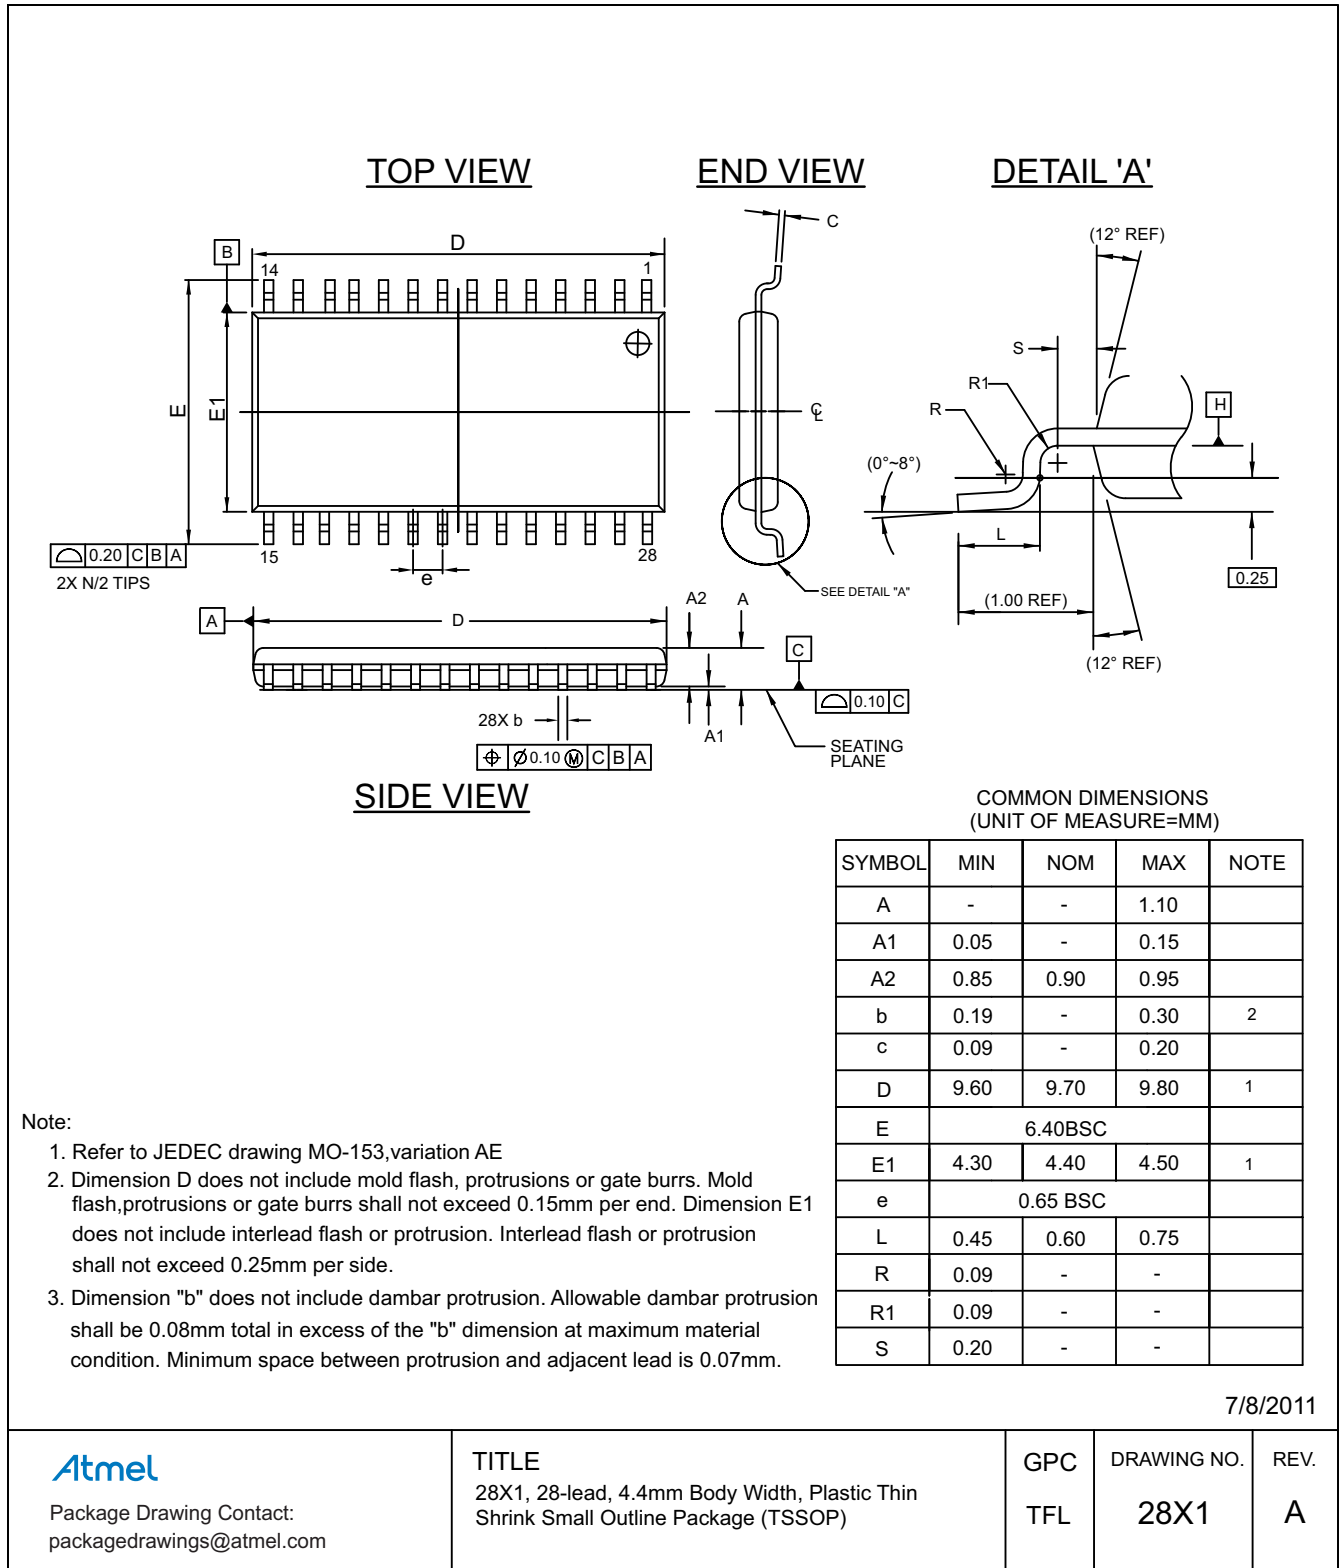 TOP VIEW
END VIEW
DETAIL 'A'
C
(12° REF)
B
D
14
1
S
R1
H
E
E1
℄
R
(0°~8°)
L
0.20 C B A
2X N/2 TIPS
15
28
e
0.25
SEE DETAIL "A"
(1.00 REF)
A
D
A2
A
C
(12° REF)
0.10 C
28X b
A1
SEATING
PLANE
⌖ Ø0.10 Ⓜ C B A
SIDE VIEW
COMMON DIMENSIONS
(UNIT OF MEASURE=MM)
SYMBOL MIN NOM MAX NOTE
A - - 1.10
A1 0.05 - 0.15
A2 0.85 0.90 0.95
b 0.19 - 0.30 2
c 0.09 - 0.20
D 9.60 9.70 9.80 1
E 6.40BSC
E1 4.30 4.40 4.50 1
e 0.65 BSC
L 0.45 0.60 0.75
R 0.09 - -
R1 0.09 - -
S 0.20 - -
Note:
1. Refer to JEDEC drawing MO-153,variation AE
2. Dimension D does not include mold flash, protrusions or gate burrs. Mold
flash,protrusions or gate burrs shall not exceed 0.15mm per end. Dimension E1
does not include interlead flash or protrusion. Interlead flash or protrusion
shall not exceed 0.25mm per side.
3. Dimension "b" does not include dambar protrusion. Allowable dambar protrusion
shall be 0.08mm total in excess of the "b" dimension at maximum material
condition. Minimum space between protrusion and adjacent lead is 0.07mm.
7/8/2011
Atmel
Package Drawing Contact:
packagedrawings@atmel.com
TITLE
28X1, 28-lead, 4.4mm Body Width, Plastic Thin
Shrink Small Outline Package (TSSOP)
GPC
TFL
DRAWING NO.
28X1
REV.
A